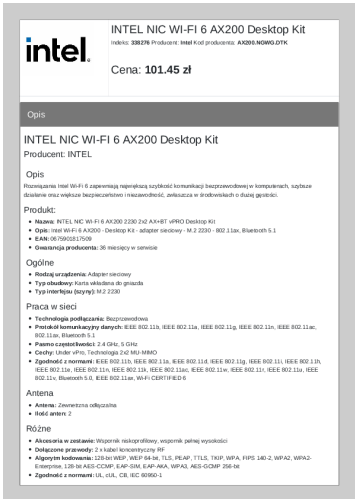 intel.
INTEL NIC WI-FI 6 AX200 Desktop Kit
Indeks: 338276 Producent: Intel Kod producenta: AX200.NGWG.DTK
Cena: 101.45 zł
Opis
INTEL NIC WI-FI 6 AX200 Desktop Kit
Producent: INTEL
Opis
Rozwiązania Intel Wi-Fi 6 zapewniają największą szybkość komunikacji bezprzewodowej w komputerach, szybsze
działanie oraz większe bezpieczeństwo i niezawodność, zwłaszcza w środowiskach o dużej gęstości.
Produkt:
Nazwa: INTEL NIC WI-FI 6 AX200 2230 2x2 AX+BT vPRO Desktop Kit
Opis: Intel Wi-Fi 6 AX200 - Desktop Kit - adapter sieciowy - M.2 2230 - 802.11ax, Bluetooth 5.1
EAN: 0675901817509
Gwarancja producenta: 36 miesięcy w serwisie
Ogólne
Rodzaj urządzenia: Adapter sieciowy
Typ obudowy: Karta wkładana do gniazda
Typ interfejsu (szyny): M.2 2230
Praca w sieci
Technologia podłączania: Bezprzewodowa
Protokół komunikacyjny danych: IEEE 802.11b, IEEE 802.11a, IEEE 802.11g, IEEE 802.11n, IEEE 802.11ac,
802.11ax, Bluetooth 5.1
Pasmo częstotliwości: 2.4 GHz, 5 GHz
Cechy: Under vPro, Technologia 2x2 MU-MIMO
Zgodność z normami: IEEE 802.11b, IEEE 802.11a, IEEE 802.11d, IEEE 802.11g, IEEE 802.11i, IEEE 802.11h,
IEEE 802.11e, IEEE 802.11n, IEEE 802.11k, IEEE 802.11ac, IEEE 802.11w, IEEE 802.11r, IEEE 802.11u, IEEE
802.11v, Bluetooth 5.0, IEEE 802.11ax, Wi-Fi CERTIFIED 6
Antena
Antena: Zewnętrzna odłączalna
Ilość anten: 2
Różne
Akcesoria w zestawie: Wspornik niskoprofilowy, wspornik pełnej wysokości
Dołączone przewody: 2 x kabel koncentryczny RF
Algorytm kodowania: 128-bit WEP, WEP 64-bit, TLS, PEAP, TTLS, TKIP, WPA, FIPS 140-2, WPA2, WPA2-
Enterprise, 128-bit AES-CCMP, EAP-SIM, EAP-AKA, WPA3, AES-GCMP 256-bit
Zgodność z normami: UL, cUL, CB, IEC 60950-1